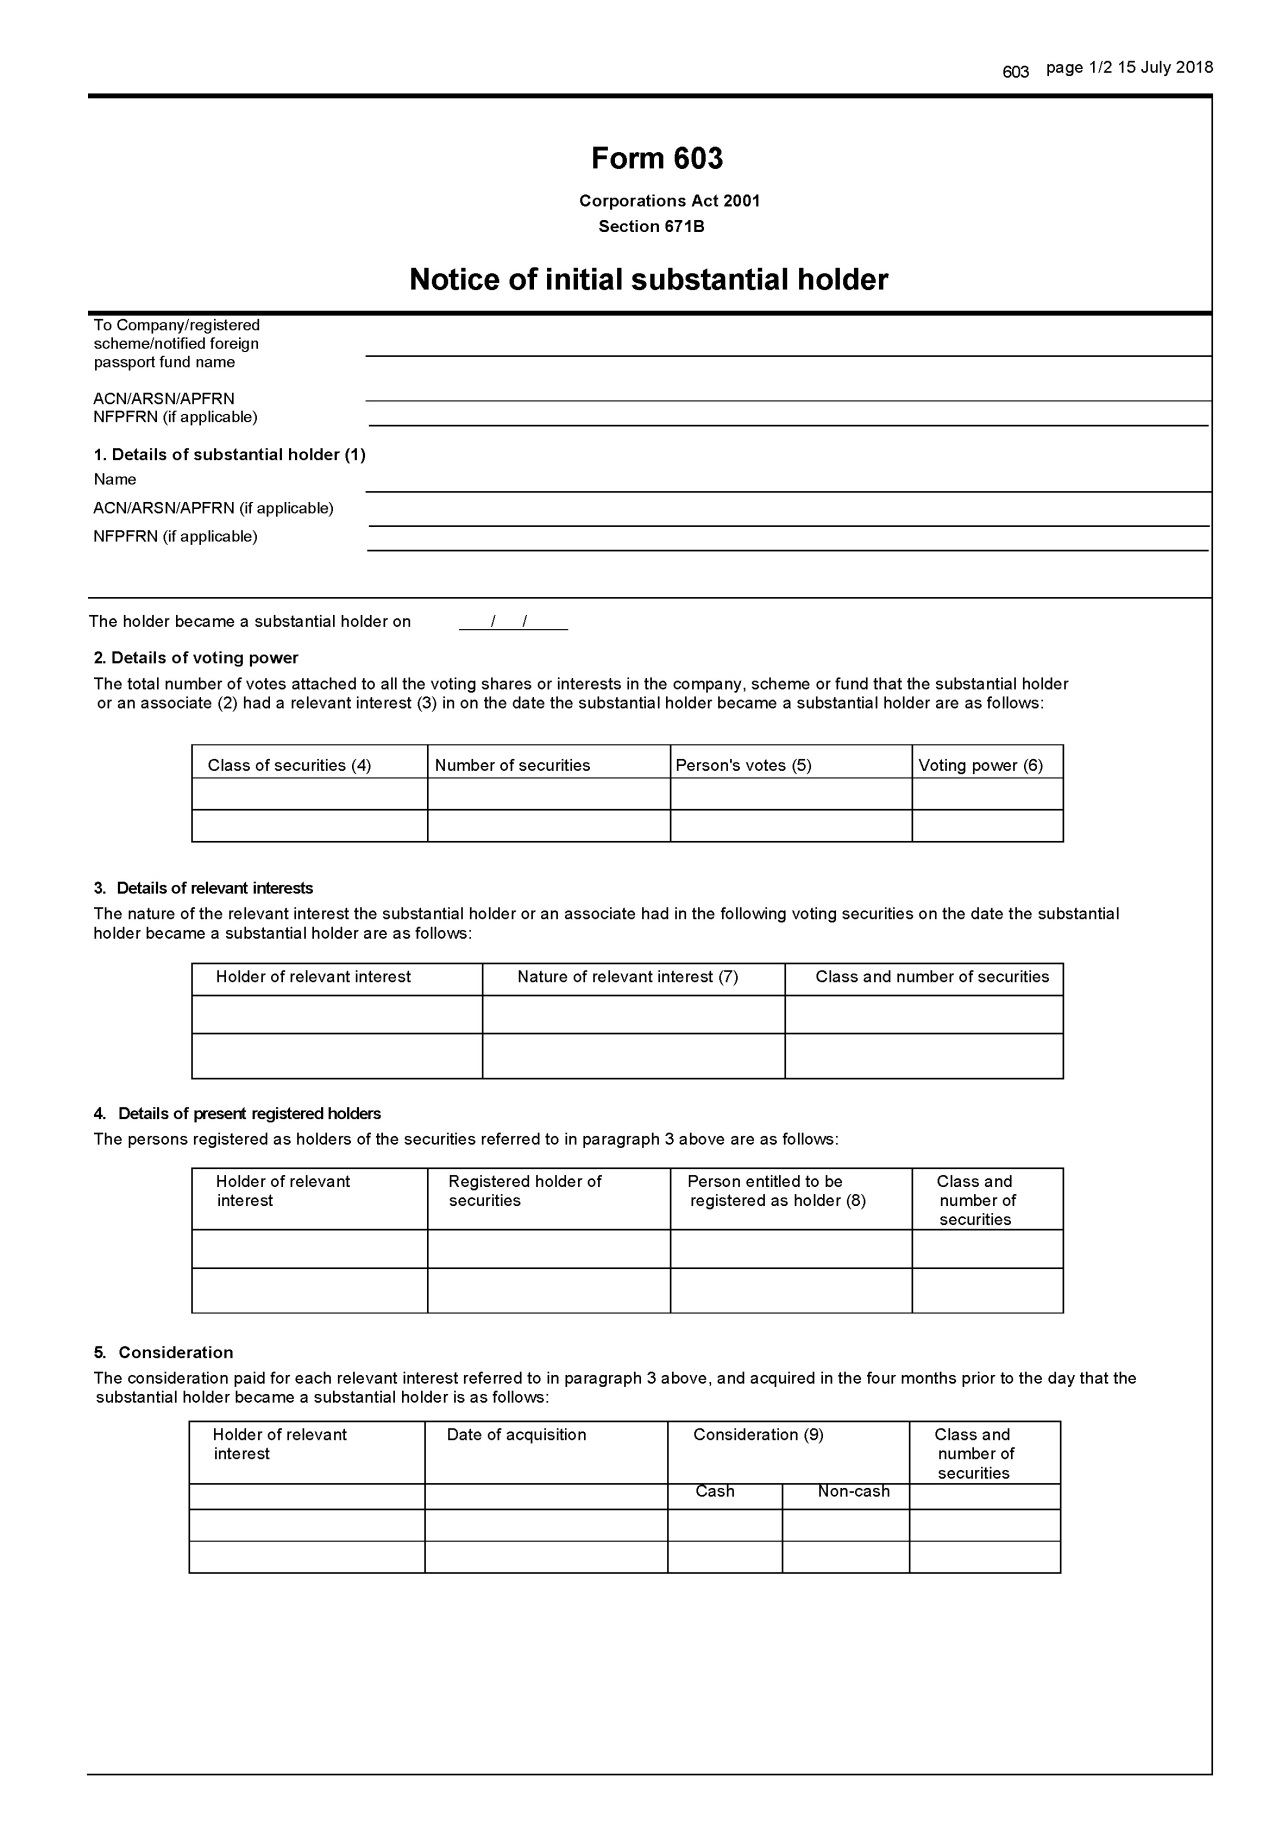 603 page 1/2 15 July 2018
Form 603
Corporations Act 2001
Section 671B
Notice of initial substantial holder
To Company/registered
scheme/notified foreign
passport fund name
ACN/ARSN/APFRN
NFPFRN (if applicable)
1. Details of substantial holder (1)
Name
ACN/ARSN/APFRN (if applicable)
NFPFRN (if applicable)
The holder became a substantial holder on ___/___/____
2. Details of voting power
The total number of votes attached to all the voting shares or interests in the company, scheme or fund that the substantial holder
or an associate (2) had a relevant interest (3) in on the date the substantial holder became a substantial holder are as follows:
Class of securities (4) Number of securities Person's votes (5) Voting power (6)
3. Details of relevant interests
The nature of the relevant interest the substantial holder or an associate had in the following voting securities on the date the substantial
holder became a substantial holder are as follows:
Holder of relevant interest Nature of relevant interest (7) Class and number of securities
4. Details of present registered holders
The persons registered as holders of the securities referred to in paragraph 3 above are as follows:
Holder of relevant
interest
Registered holder of
securities
Person entitled to be
registered as holder (8)
Class and
number of
securities
5. Consideration
The consideration paid for each relevant interest referred to in paragraph 3 above, and acquired in the four months prior to the day that the
substantial holder became a substantial holder is as follows:
Holder of relevant
interest
Date of acquisition
Consideration (9)
Class and
number of
securities
Cash Non-cash